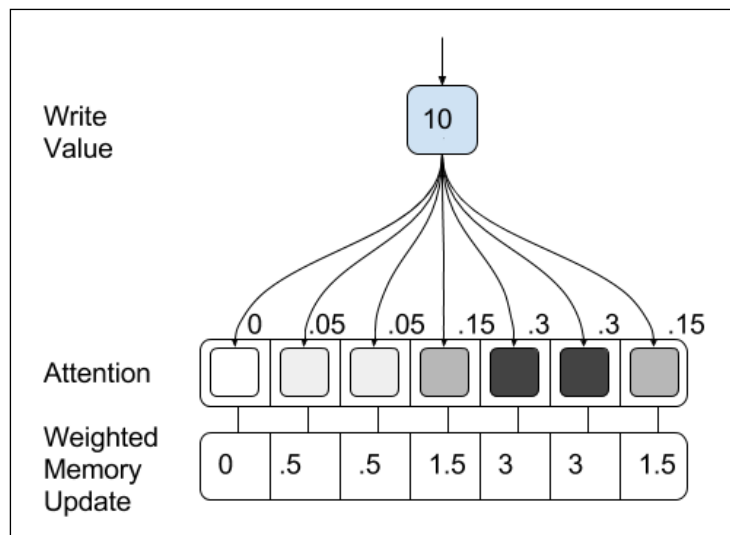 Write
Value
10
0 .05 .05 .15 .3 .3 .15
Attention
Weighted
Memory
Update
0 .5 .5 1.5 3 3 1.5